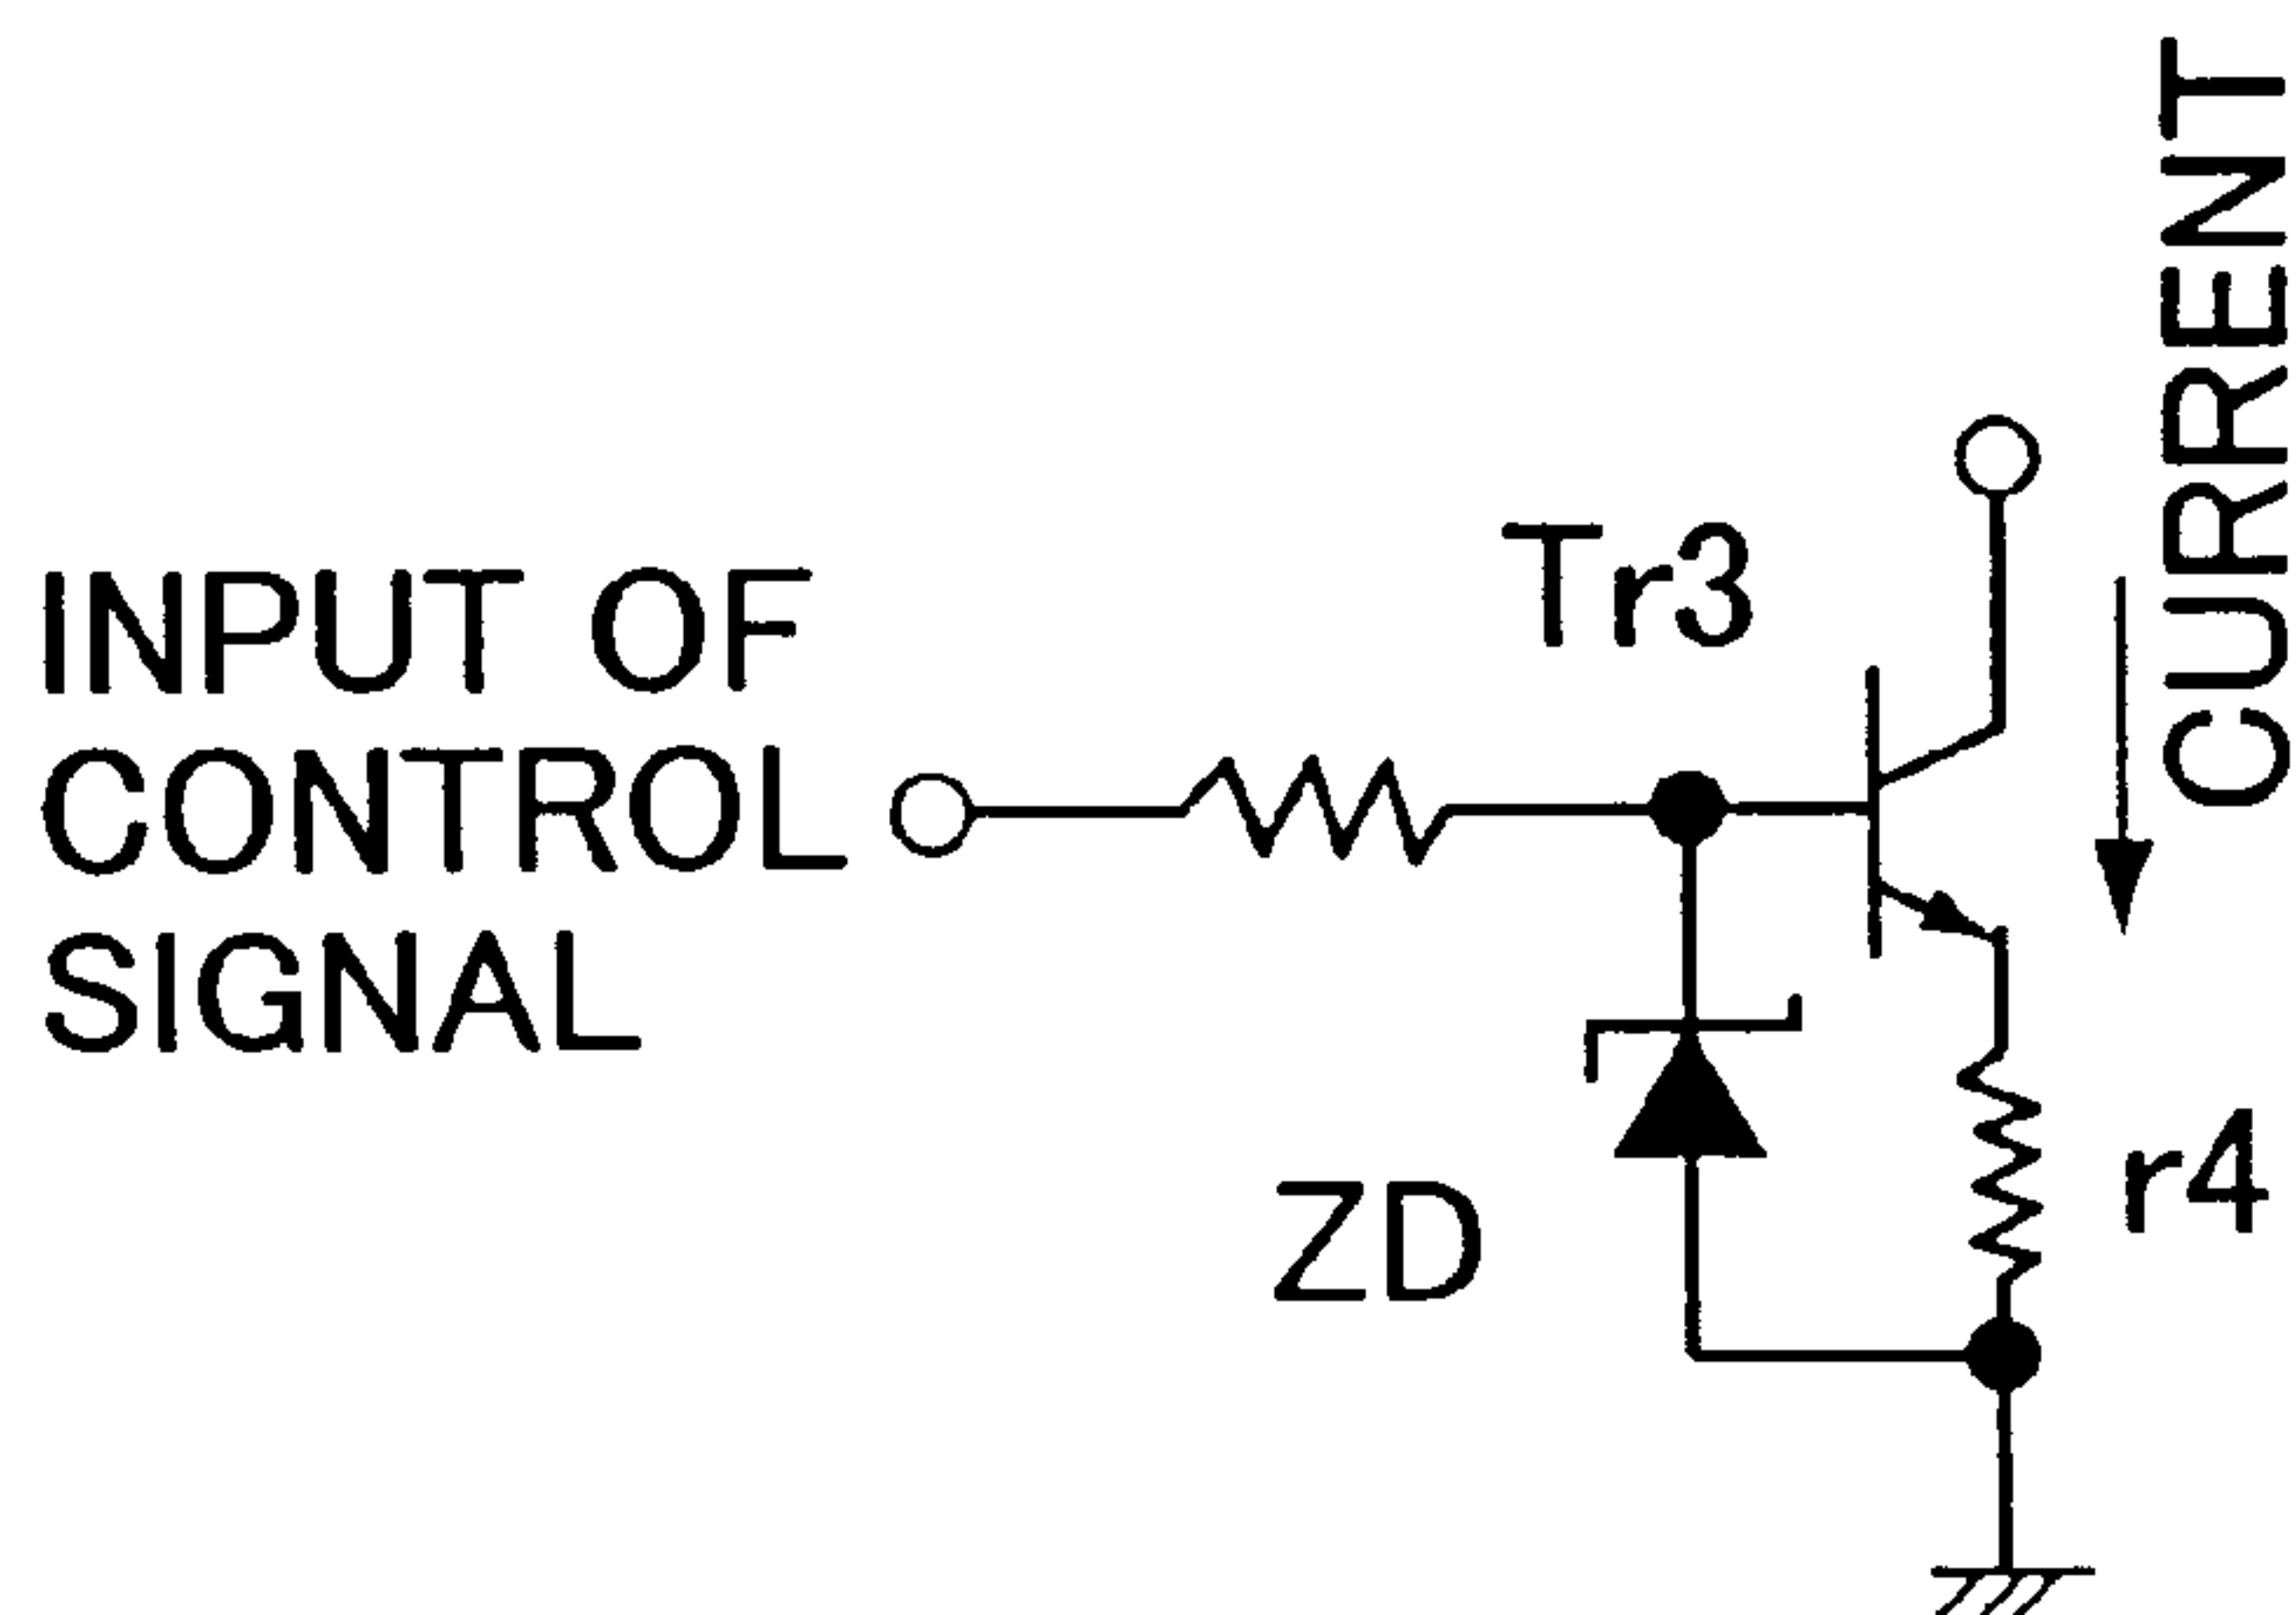 INPUT OF
CONTROL
SIGNAL
Tr3
CURRENT
ZD
r4